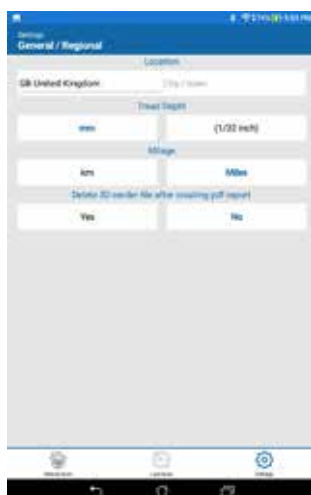 Settings
General / Regional
Location
GB United Kingdom
City / town
Tread Depth
mm
(1/32 inch)
Mileage
km
Miles
Delete 3D render file after creating pdf report
Yes
No
Settings